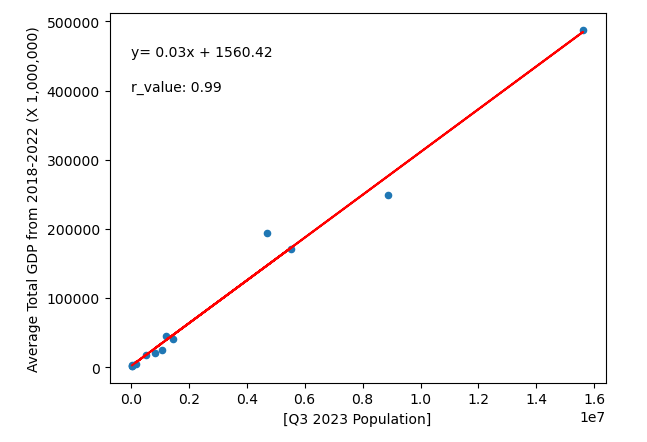 500000
400000
300000
200000
100000
0
Average Total GDP from 2018-2022 (X 1,000,000)
y= 0.03x + 1560.42
r_value: 0.99
0.0 0.2 0.4 0.6 0.8 1.0 1.2 1.4 1.6
1e7
[Q3 2023 Population]